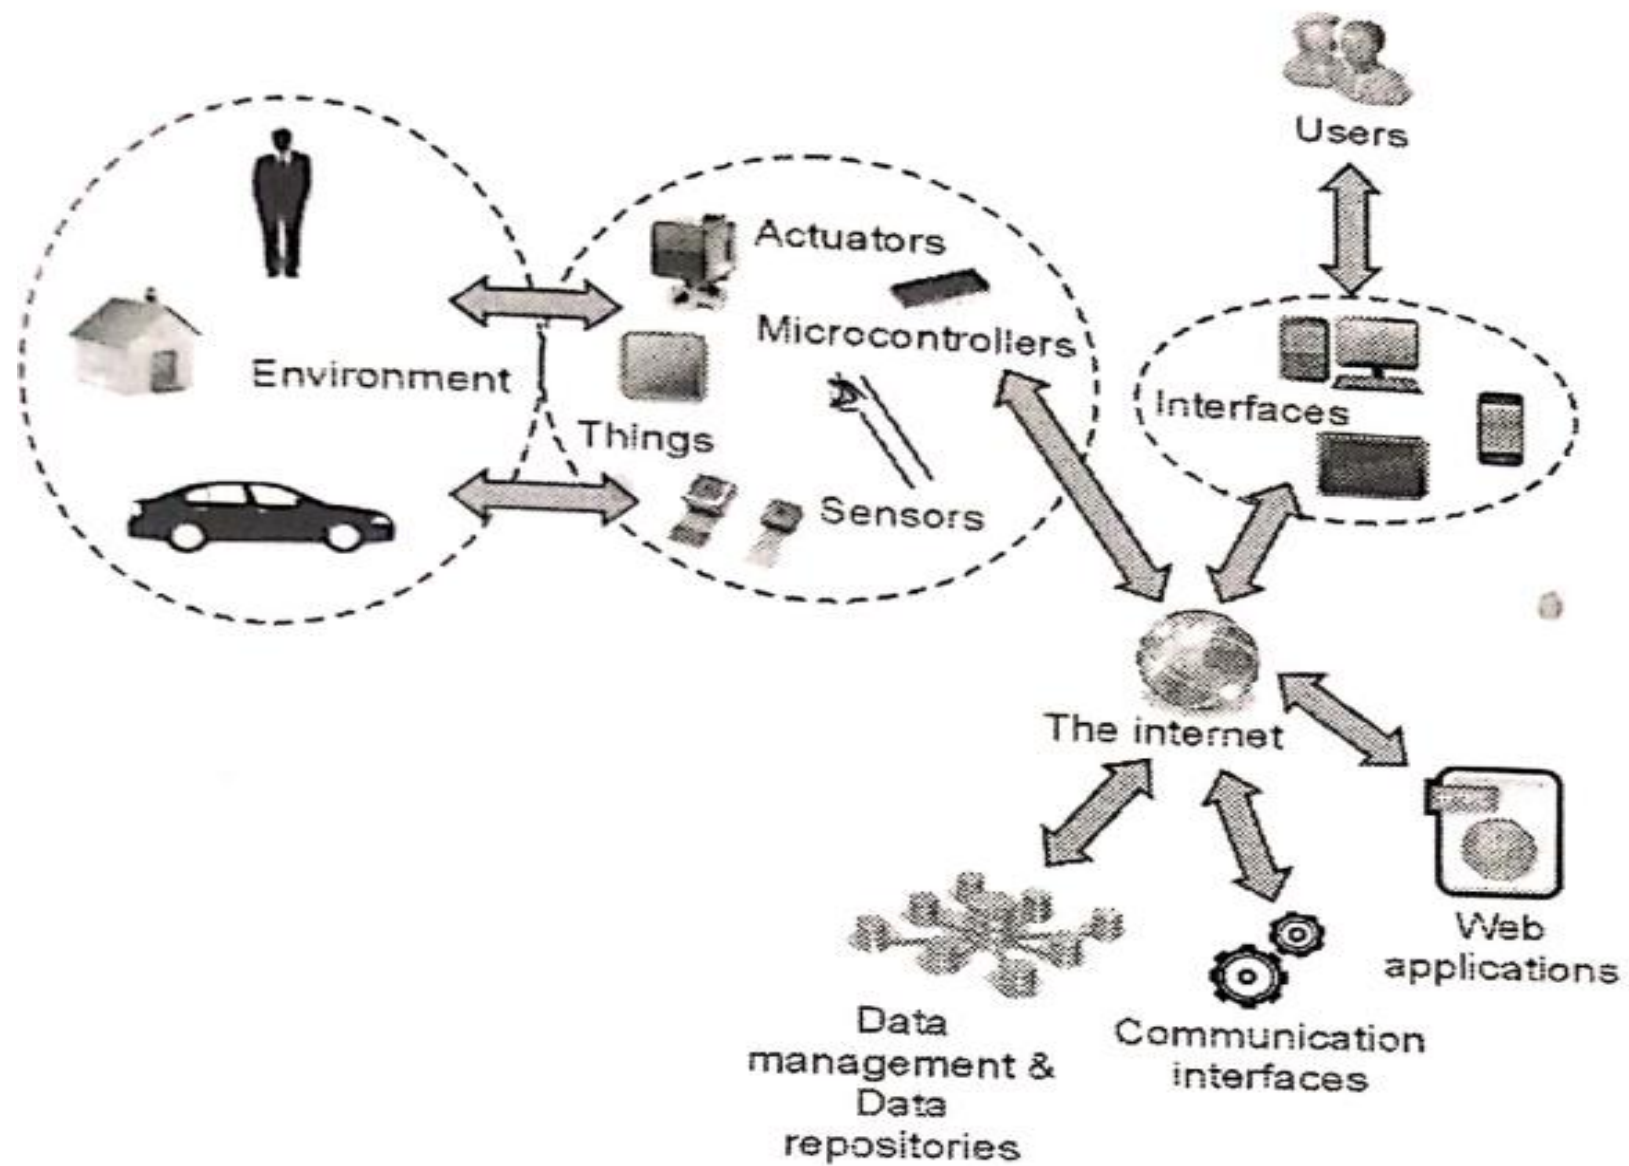 Users
Actuators
Microcontrollers
Environment
Interfaces
Things
Sensors
The internet
Web
applications
Data
management &
Data
repositories
Communication
interfaces